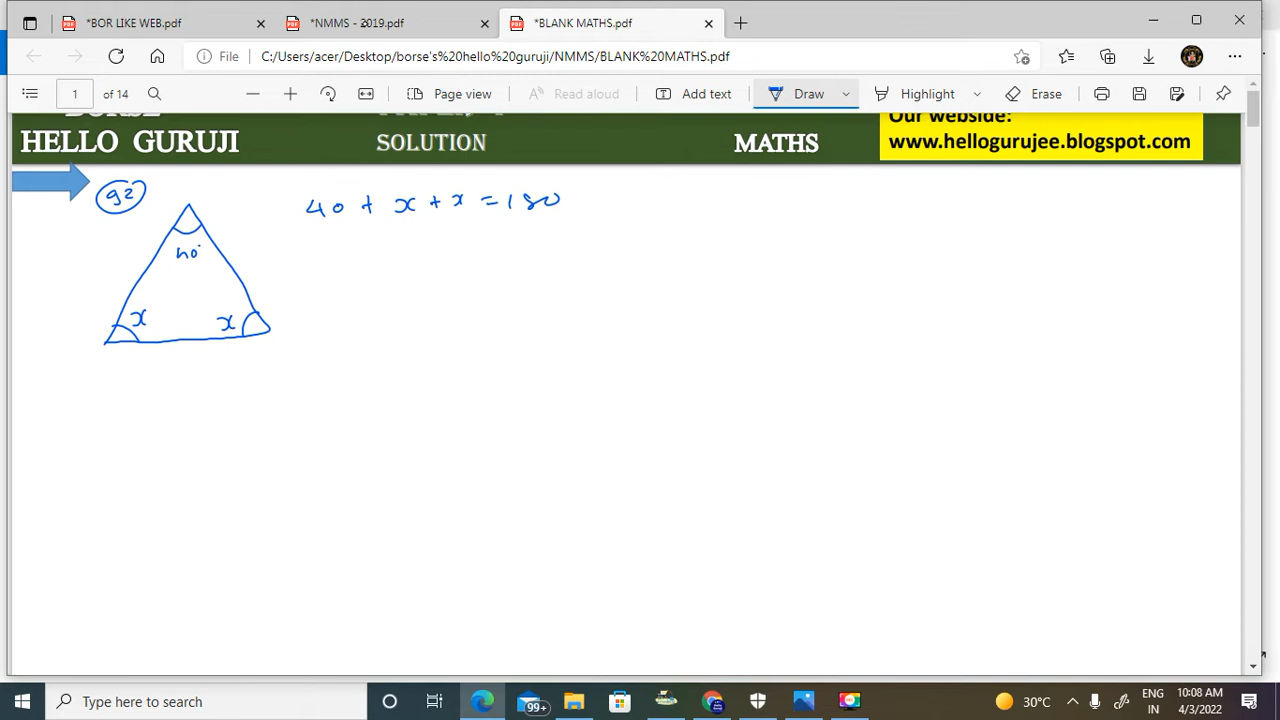 *BOR LIKE WEB.pdf
*NMMS - 2019.pdf
*BLANK MATHS.pdf
File
C:/Users/acer/Desktop/borse's%20hello%20guruji/NMMS/BLANK%20MATHS.pdf
1 of 14
Page view
Read aloud
Add text
Draw
Highlight
Erase
HELLO GURUJI
SOLUTION
MATHS
Our webside:
www.hellogurujee.blogspot.com
92
40 + x + x = 180
40°
x
x
Type here to search
99+
30°C
ENG
IN
10:08 AM
4/3/2022